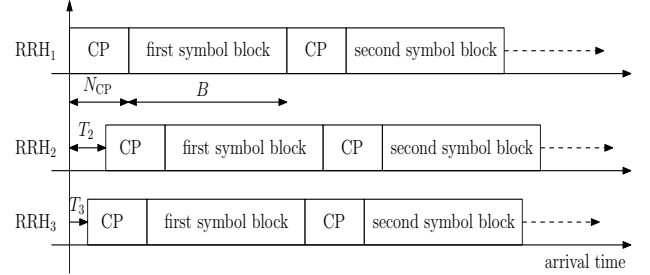 RRH₁ CP first symbol block CP second symbol block
N_CP B
T₂
RRH₂ CP first symbol block CP second symbol block
T₃
RRH₃ CP first symbol block CP second symbol block
arrival time